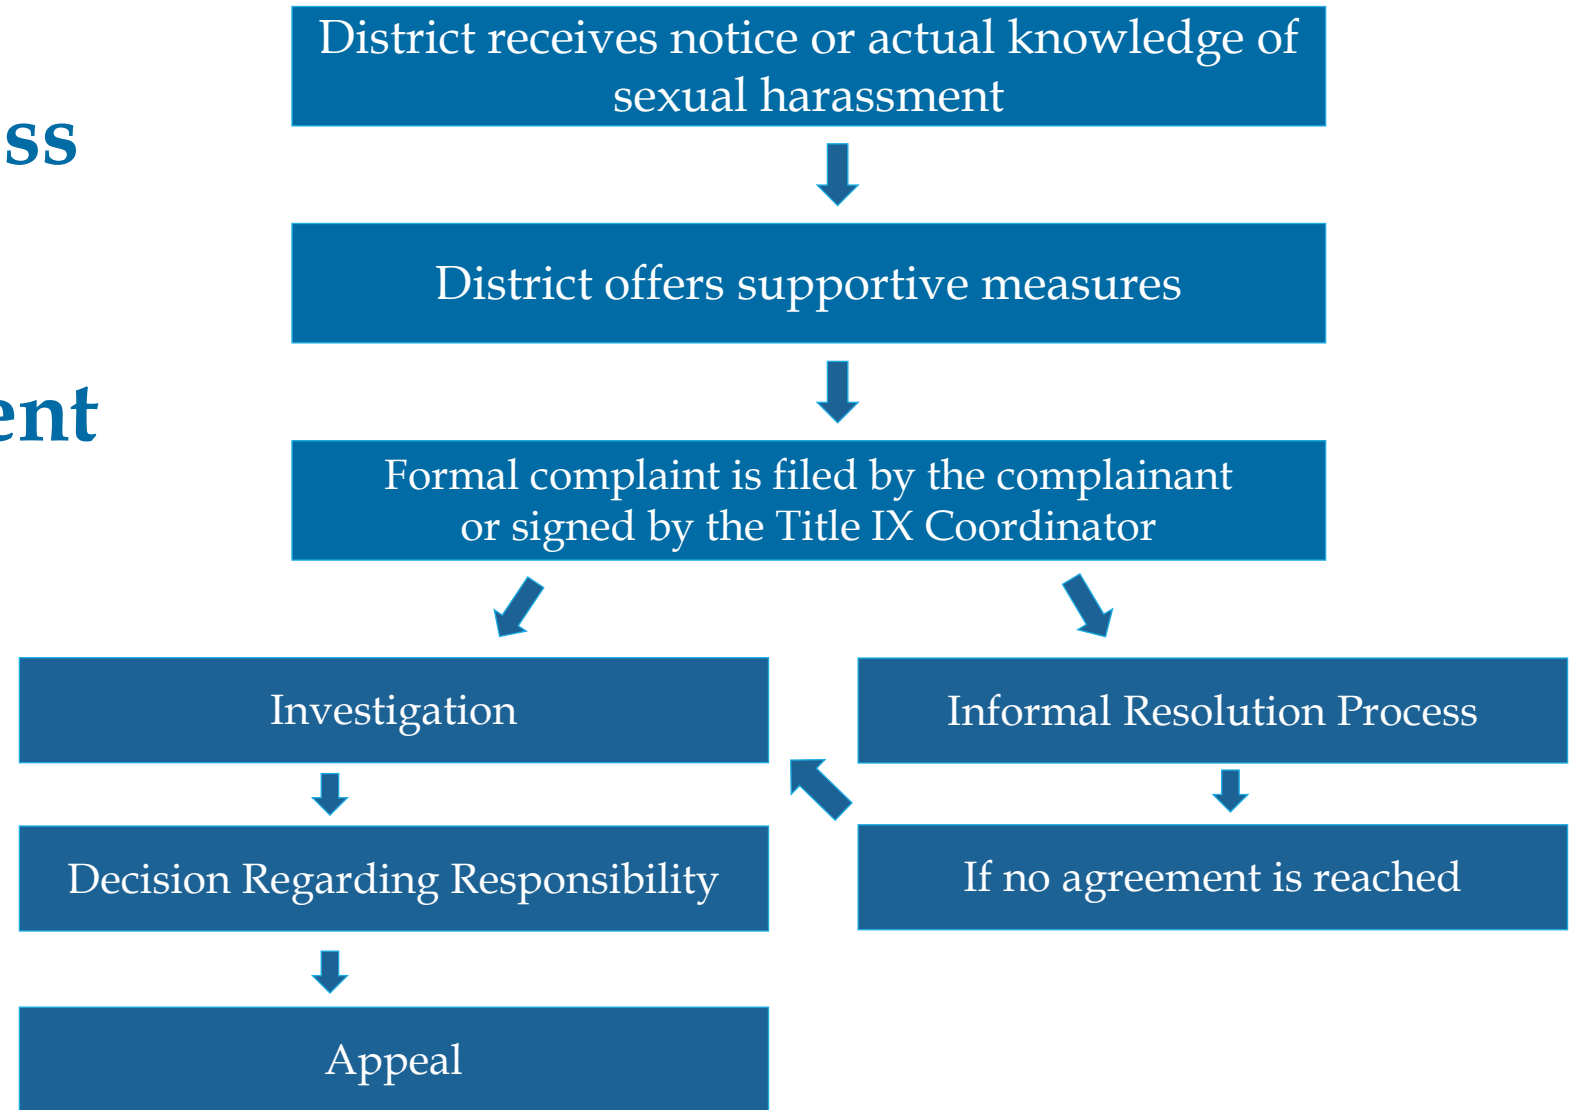 District receives notice or actual knowledge of
sexual harassment
ss
District offers supportive measures
ent
Formal complaint is filed by the complainant
or signed by the Title IX Coordinator
Investigation
Informal Resolution Process
Decision Regarding Responsibility
If no agreement is reached
Appeal